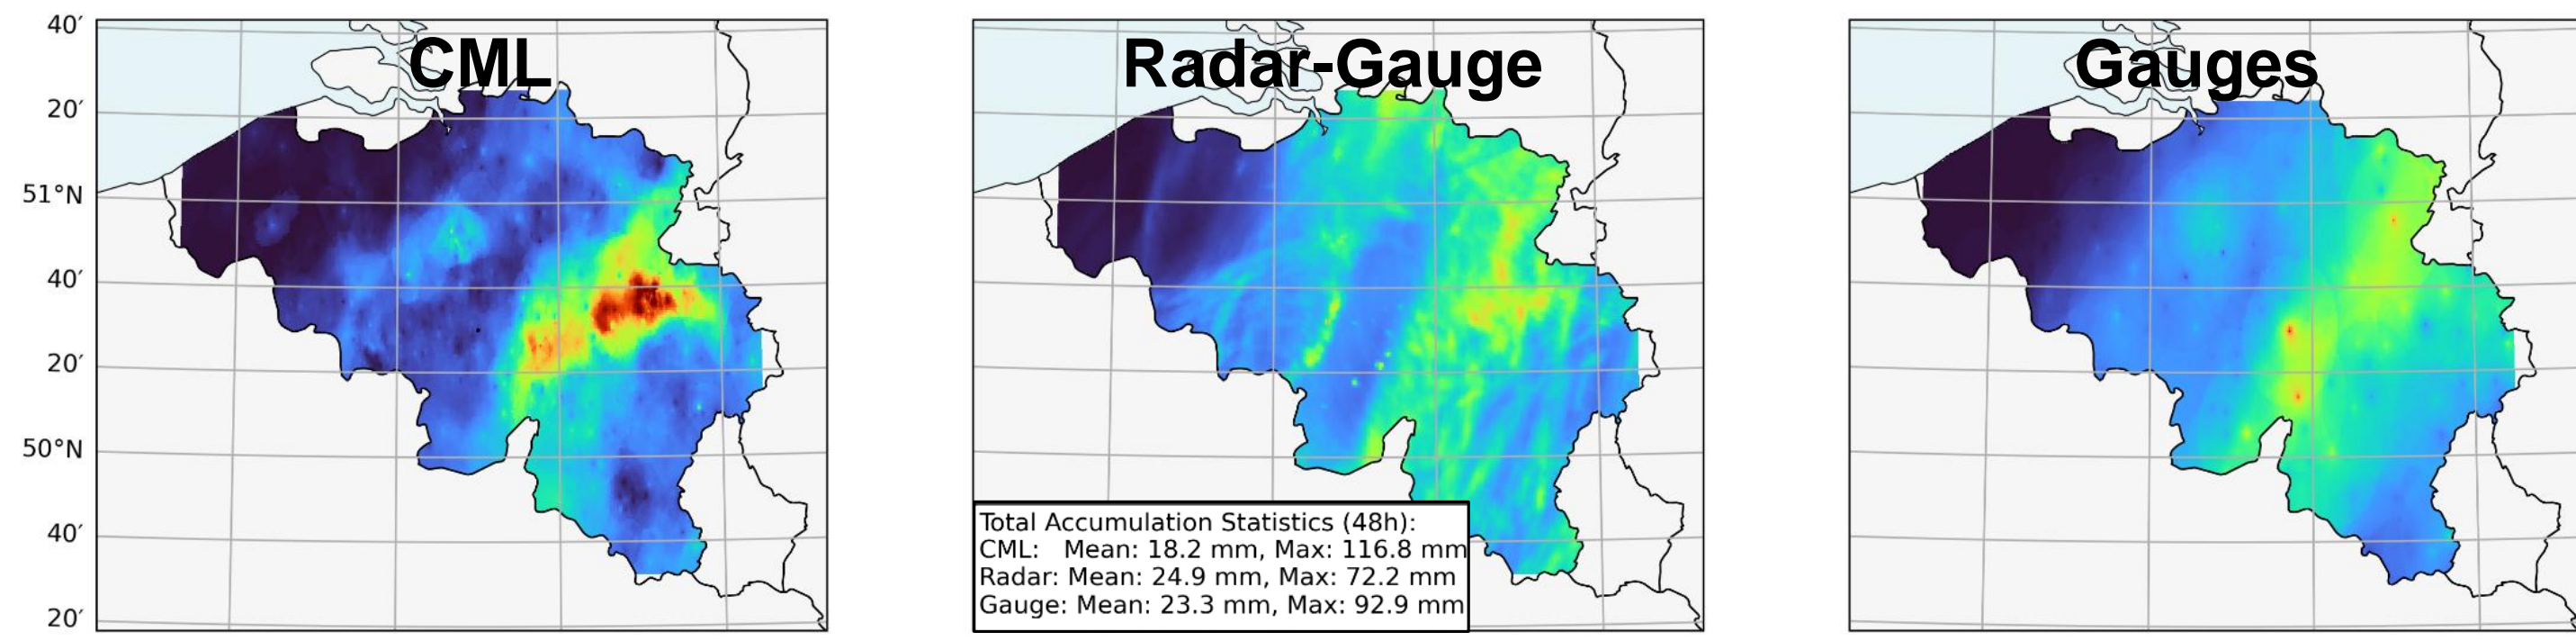 CML
Radar-Gauge
Gauges
40′
20′
51°N
40′
20′
50°N
40′
20′
Total Accumulation Statistics (48h):
CML: Mean: 18.2 mm, Max: 116.8 mm
Radar: Mean: 24.9 mm, Max: 72.2 mm
Gauge: Mean: 23.3 mm, Max: 92.9 mm